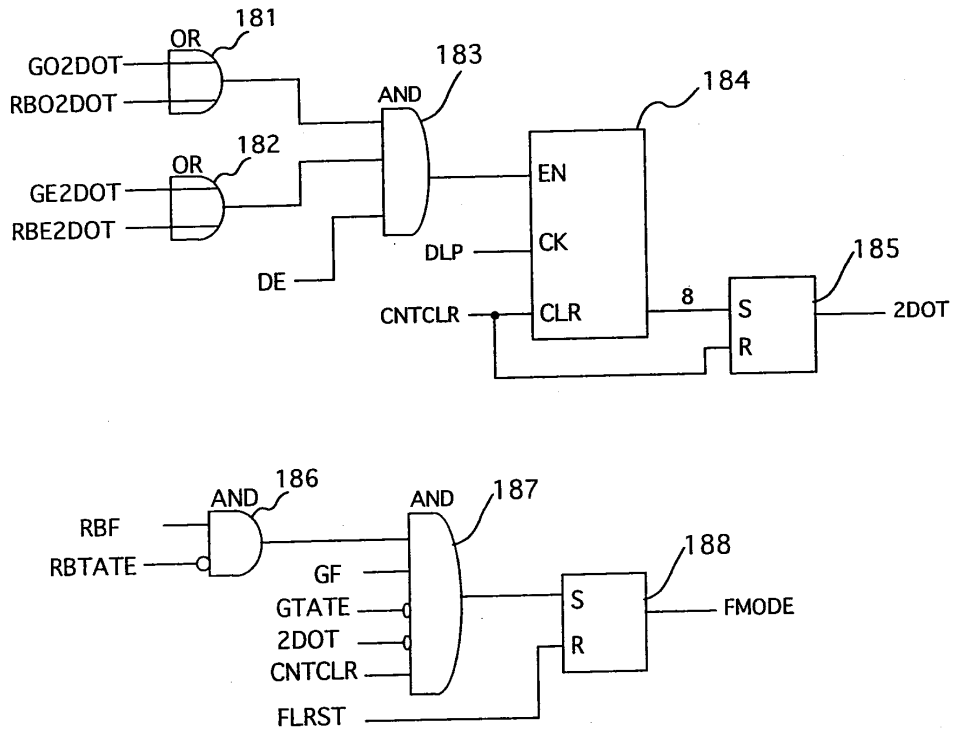 OR 181
GO2DOT
RBO2DOT
183
AND
184
OR 182
GE2DOT
RBE2DOT
EN
DE
DLP
CK
CNTCLR
CLR
8
185
S
R
2DOT
AND 186
RBF
RBTATE
AND 187
GF
GTATE
2DOT
CNTCLR
FLRST
188
S
R
FMODE